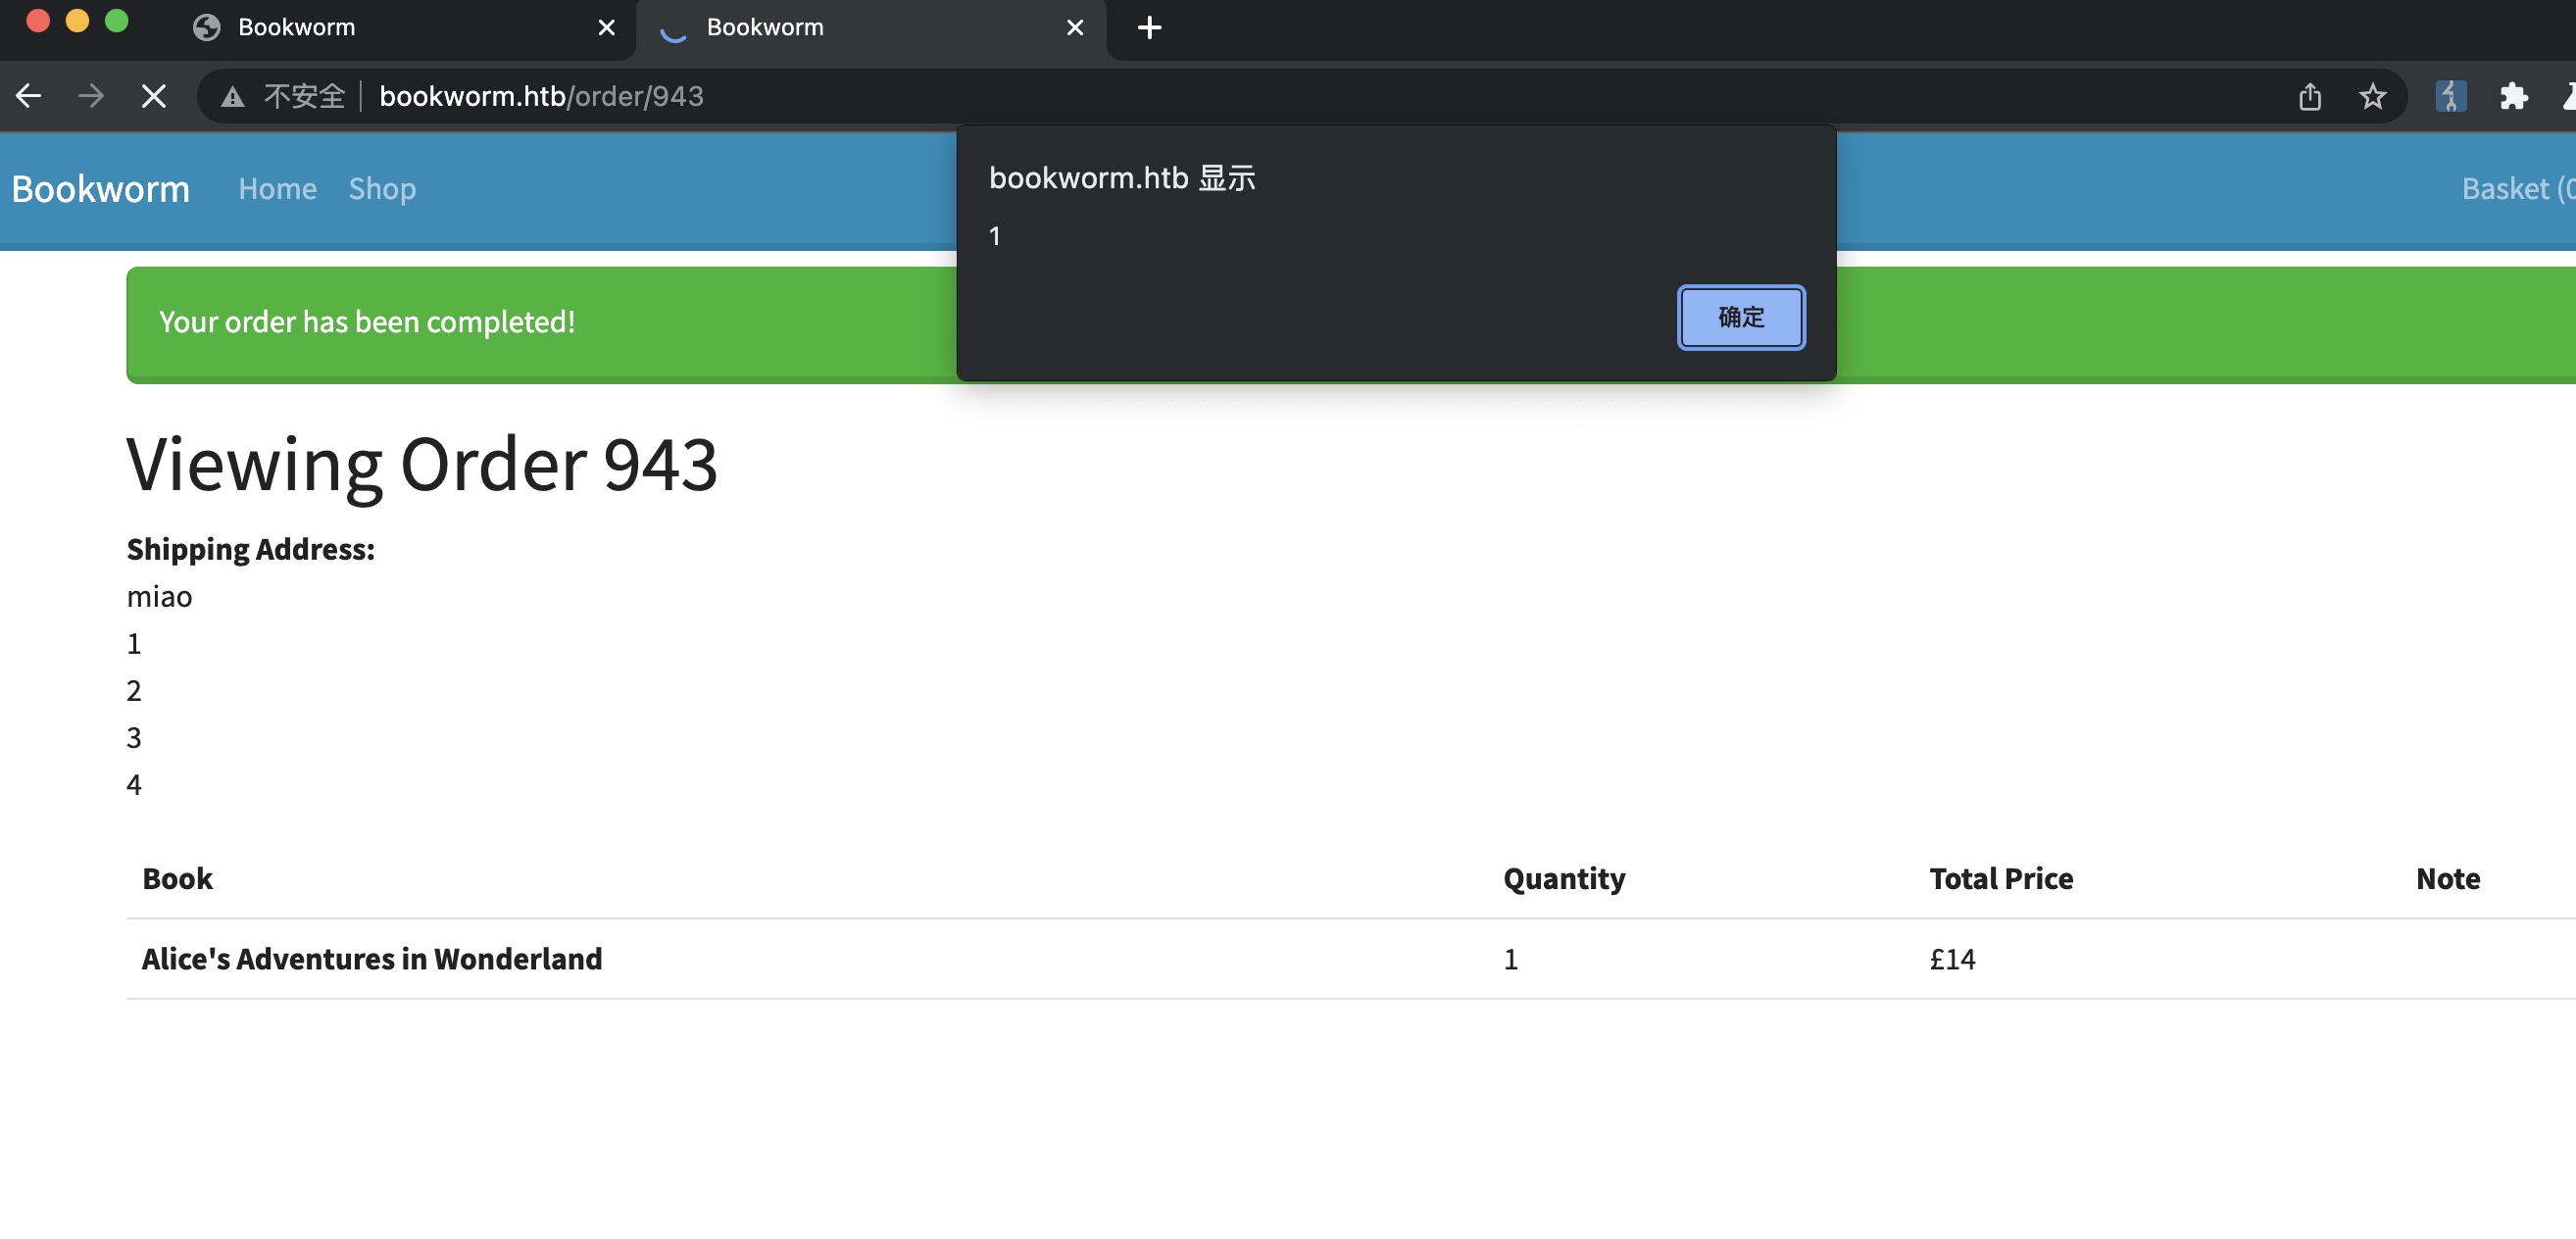 Bookworm
Bookworm
不安全 bookworm.htb/order/943
Bookworm Home Shop Basket (0
bookworm.htb 显示
1
确定
Your order has been completed!
Viewing Order 943
Shipping Address:
miao
1
2
3
4
Book Quantity Total Price Note
Alice's Adventures in Wonderland 1 £14